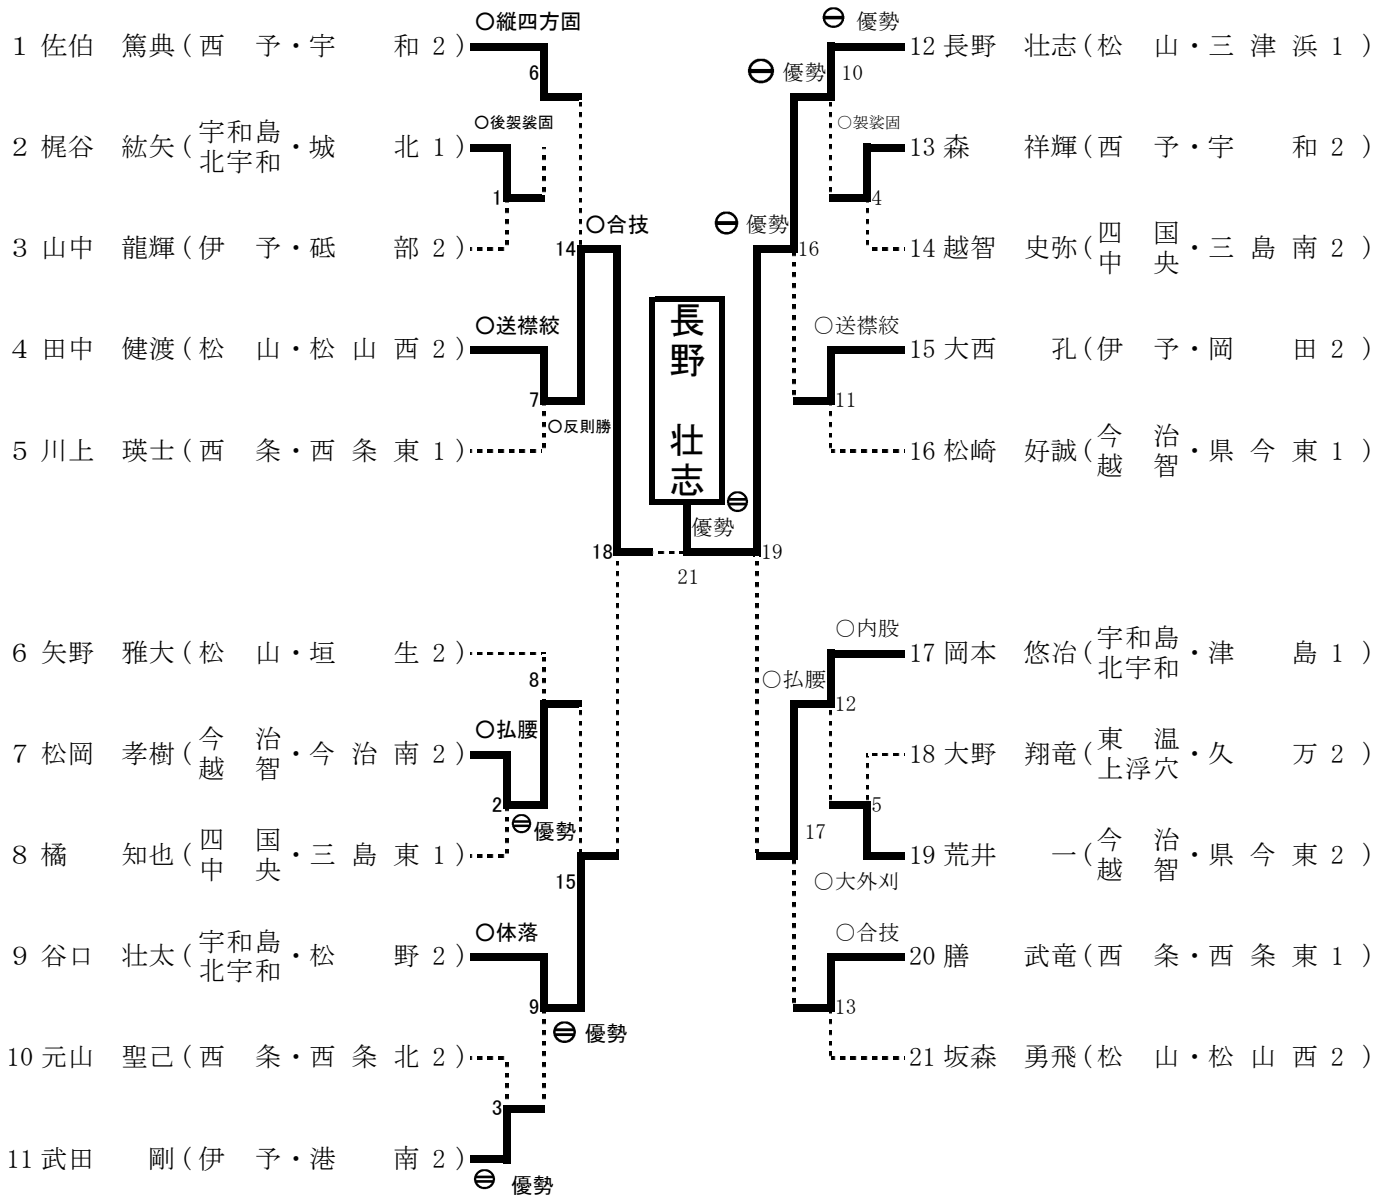 ○縦四方固
1 佐伯 篤典(西 予・宇 和 2)
6
○後袈裟固
2 梶谷 紘矢(宇和島北宇和・城 北 1)
1
3 山中 龍輝(伊 予・砥 部 2)
○合技
14
○送襟絞
4 田中 健渡(松 山・松 山 西 2)
7
○反則勝
5 川上 瑛士(西 条・西 条 東 1)
18
6 矢野 雅大(松 山・垣 生 2)
8
○払腰
7 松岡 孝樹(今治越智・今 治 南 2)
2
優勢
8 橘 知也(四国中央・三 島 東 1)
15
○体落
9 谷口 壮太(宇和島北宇和・松 野 2)
9
優勢
10 元山 聖己(西 条・西 条 北 2)
3
11 武田 剛(伊 予・港 南 2)
優勢
長野 壮志
優勢
21
優勢
12 長野 壮志(松 山・三 津 浜 1)
優勢
10
○袈裟固
13 森 祥輝(西 予・宇 和 2)
4
優勢
16
14 越智 史弥(四国中央・三 島 南 2)
○送襟絞
15 大西 孔(伊 予・岡 田 2)
11
16 松崎 好誠(今治越智・県 今 東 1)
19
○内股
17 岡本 悠冶(宇和島北宇和・津 島 1)
○払腰
12
18 大野 翔竜(東温上浮穴・久 万 2)
5
17
19 荒井 一(今治越智・県 今 東 2)
○大外刈
○合技
20 膳 武竜(西 条・西 条 東 1)
13
21 坂森 勇飛(松 山・松 山 西 2)